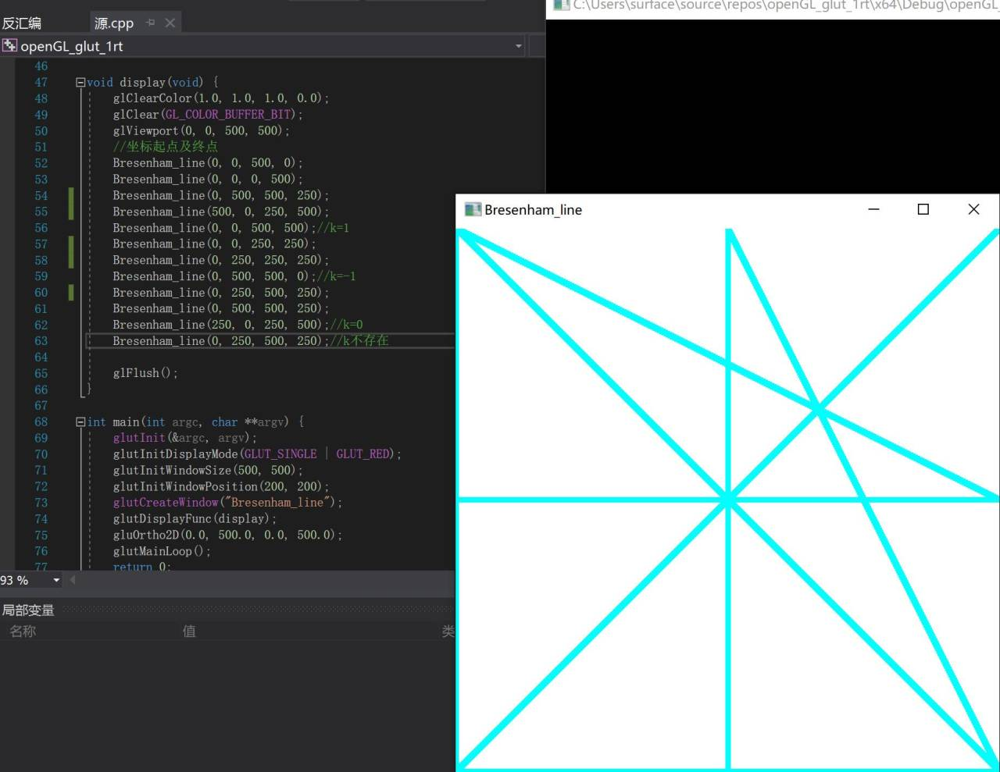 C:\Users\surface\source\repos\openGL_glut_1rt\x64\Debug\openGL_
反汇编
源.cpp
openGL_glut_1rt
46
47 void display(void) {
48 glClearColor(1.0, 1.0, 1.0, 0.0);
49 glClear(GL_COLOR_BUFFER_BIT);
50 glViewport(0, 0, 500, 500);
51 //坐标起点及终点
52 Bresenham_line(0, 0, 500, 0);
53 Bresenham_line(0, 0, 0, 500);
54 Bresenham_line(0, 500, 500, 250);
55 Bresenham_line(500, 0, 250, 500);
56 Bresenham_line(0, 0, 500, 500);//k=1
57 Bresenham_line(0, 0, 250, 250);
58 Bresenham_line(0, 250, 250, 250);
59 Bresenham_line(0, 500, 500, 0);//k=-1
60 Bresenham_line(0, 250, 500, 250);
61 Bresenham_line(0, 500, 500, 250);
62 Bresenham_line(250, 0, 250, 500);//k=0
63 Bresenham_line(0, 250, 500, 250);//k不存在
64
65 glFlush();
66 }
67
68 int main(int argc, char **argv) {
69 glutInit(&argc, argv);
70 glutInitDisplayMode(GLUT_SINGLE | GLUT_RED);
71 glutInitWindowSize(500, 500);
72 glutInitWindowPosition(200, 200);
73 glutCreateWindow("Bresenham_line");
74 glutDisplayFunc(display);
75 gluOrtho2D(0.0, 500.0, 0.0, 500.0);
76 glutMainLoop();
77 return 0;
93 %
局部变量
名称 值 类
Bresenham_line